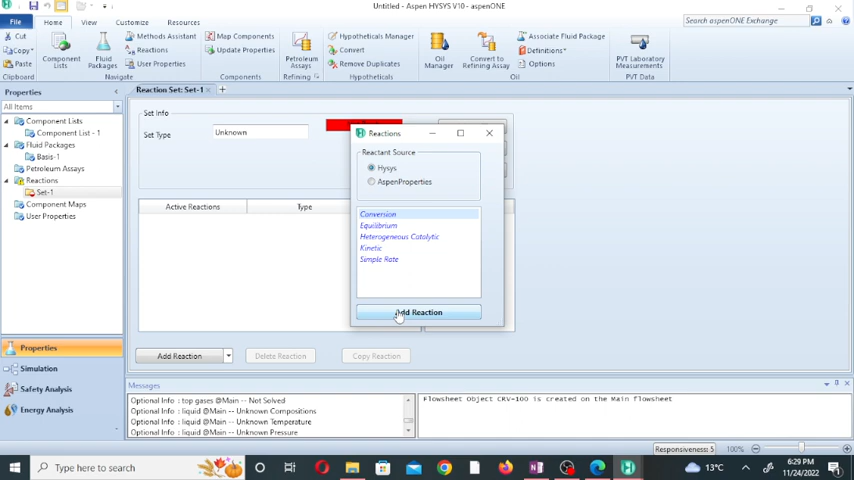 Untitled - Aspen HYSYS V10 - aspenONE
File Home View Customize Resources
Search aspenONE Exchange
Cut
Copy
Paste
Clipboard
Component Lists
Fluid Packages
Methods Assistant
Reactions
User Properties
Navigate
Map Components
Update Properties
Components
Petroleum Assays
Refining
Hypotheticals Manager
Convert
Remove Duplicates
Hypotheticals
Oil Manager
Convert to Refining Assay
Associate Fluid Package
Definitions
Options
Oil
PVT Laboratory Measurements
PVT Data
Properties
All Items
Component Lists
Component List - 1
Fluid Packages
Basis-1
Petroleum Assays
Reactions
Set-1
Component Maps
User Properties
Properties
Simulation
Safety Analysis
Energy Analysis
Reaction Set: Set-1
Set Info
Set Type Unknown
Active Reactions Type
Add Reaction Delete Reaction Copy Reaction
Reactions
Reactant Source
Hysys
AspenProperties
Conversion
Equilibrium
Heterogeneous Catalytic
Kinetic
Simple Rate
Add Reaction
Messages
Optional Info : top gases @Main -- Not Solved
Optional Info : liquid @Main -- Unknown Compositions
Optional Info : liquid @Main -- Unknown Temperature
Optional Info : liquid @Main -- Unknown Pressure
Flowsheet Object CRV-100 is created on the Main flowsheet
Responsiveness: 5 100%
Type here to search
13°C
6:29 PM
11/24/2022